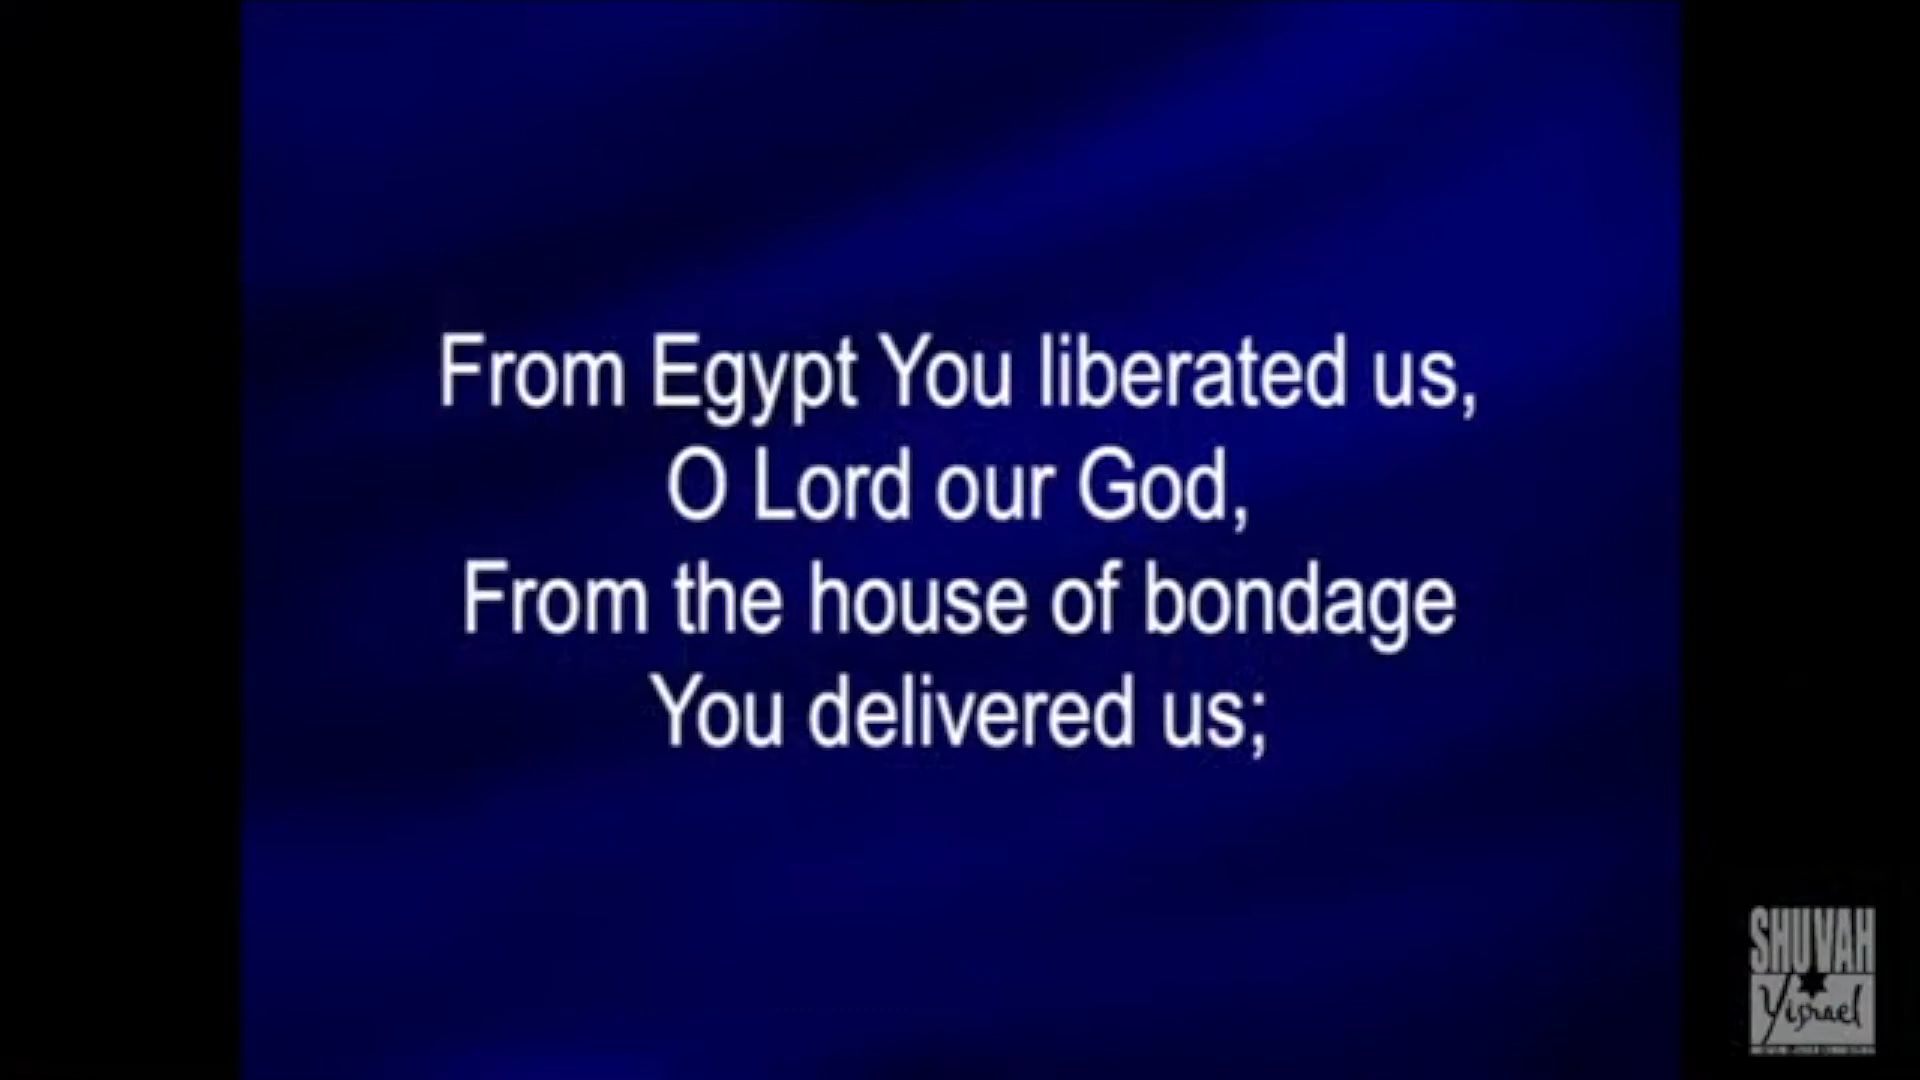 From Egypt You liberated us,
O Lord our God,
From the house of bondage
You delivered us;
SHUVAH
Yisrael